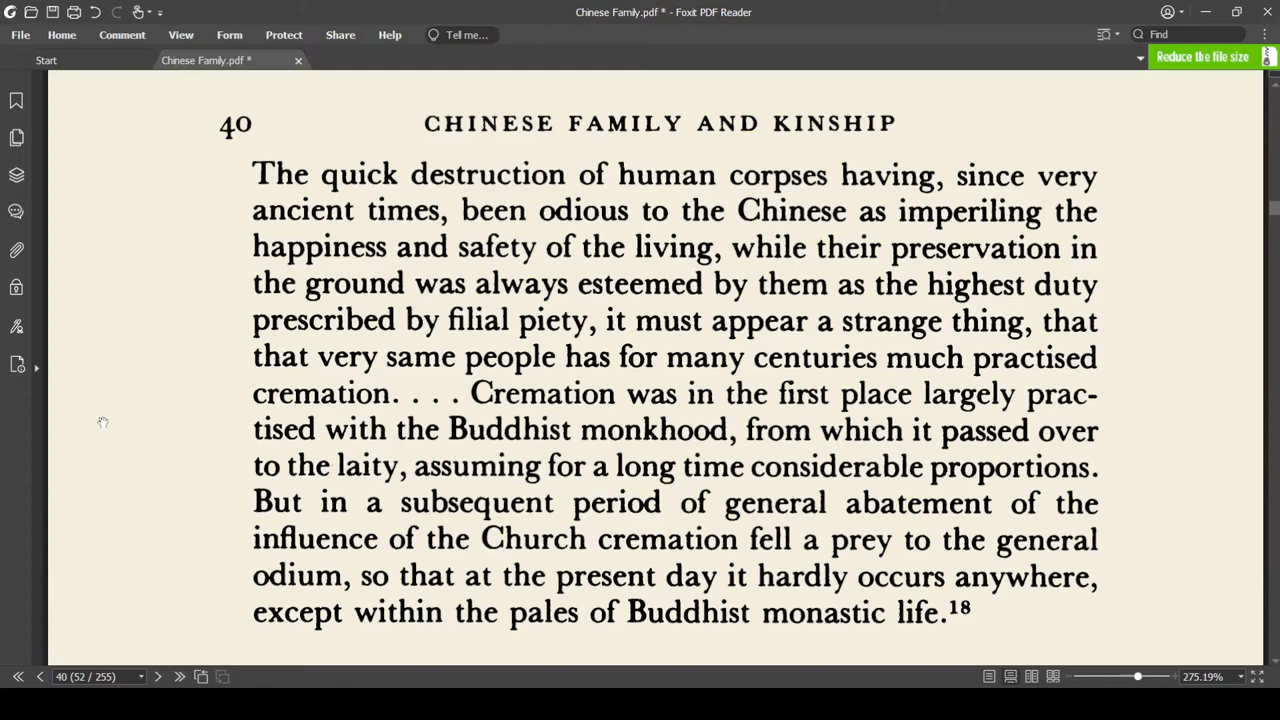 Chinese Family.pdf * - Foxit PDF Reader
File Home Comment View Form Protect Share Help Tell me... Find
Start Chinese Family.pdf * Reduce the file size
40 CHINESE FAMILY AND KINSHIP
The quick destruction of human corpses having, since very
ancient times, been odious to the Chinese as imperiling the
happiness and safety of the living, while their preservation in
the ground was always esteemed by them as the highest duty
prescribed by filial piety, it must appear a strange thing, that
that very same people has for many centuries much practised
cremation. . . . Cremation was in the first place largely prac-
tised with the Buddhist monkhood, from which it passed over
to the laity, assuming for a long time considerable proportions.
But in a subsequent period of general abatement of the
influence of the Church cremation fell a prey to the general
odium, so that at the present day it hardly occurs anywhere,
except within the pales of Buddhist monastic life.¹⁸
40 (52 / 255) 275.19%